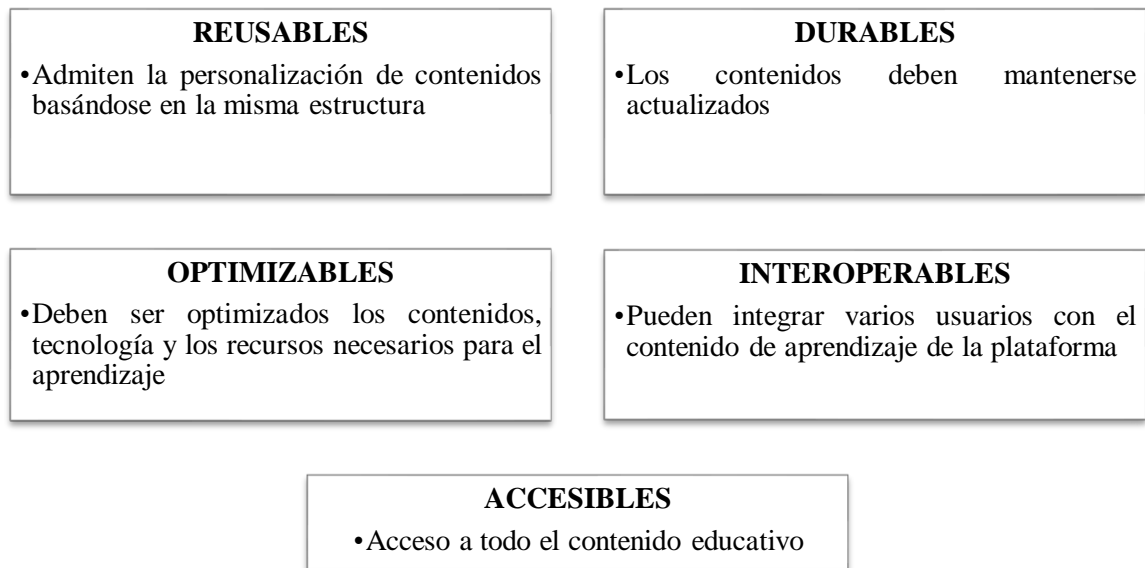 REUSABLES
•Admiten la personalización de contenidos
basándose en la misma estructura
DURABLES
•Los contenidos deben mantenerse
actualizados
OPTIMIZABLES
•Deben ser optimizados los contenidos,
tecnología y los recursos necesarios para el
aprendizaje
INTEROPERABLES
•Pueden integrar varios usuarios con el
contenido de aprendizaje de la plataforma
ACCESIBLES
•Acceso a todo el contenido educativo